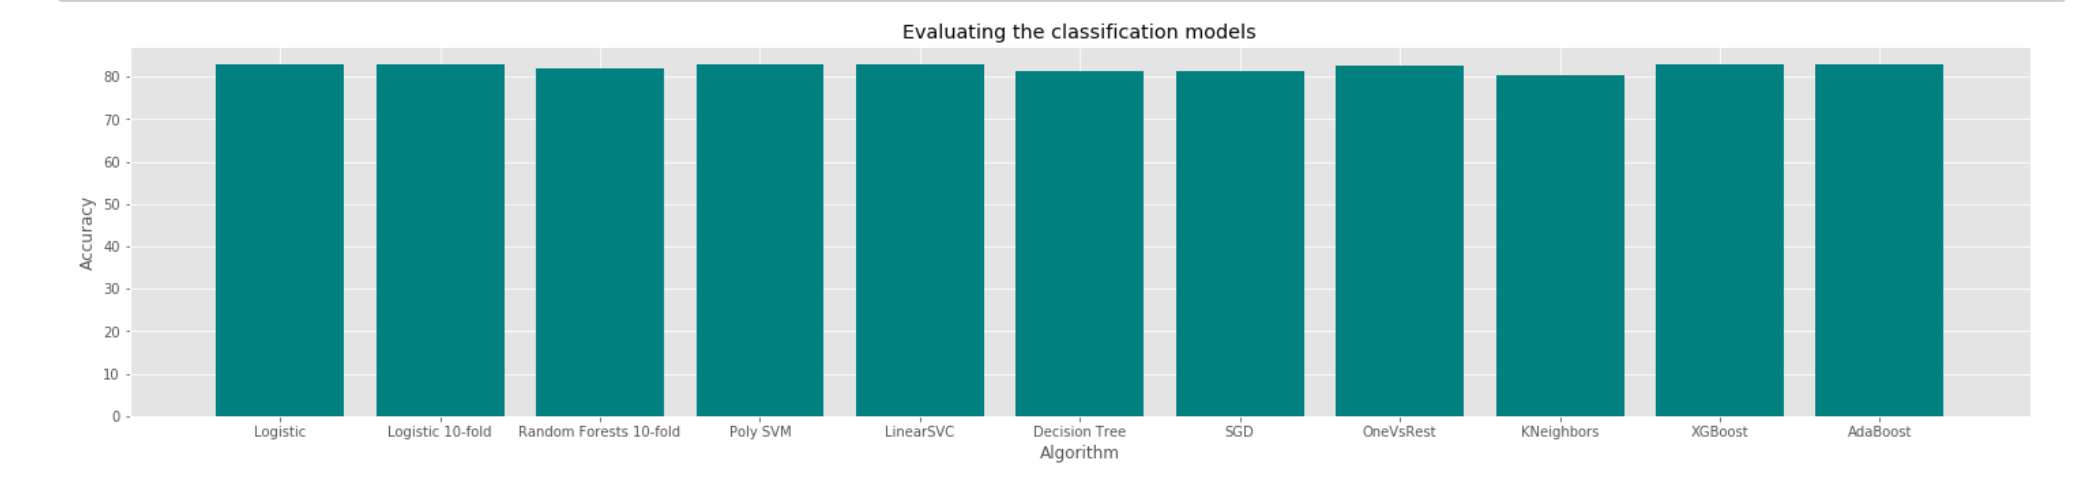 Evaluating the classification models
Accuracy
80
70
60
50
40
30
20
10
0
Logistic
Logistic 10-fold
Random Forests 10-fold
Poly SVM
LinearSVC
Decision Tree
SGD
OneVsRest
KNeighbors
XGBoost
AdaBoost
Algorithm